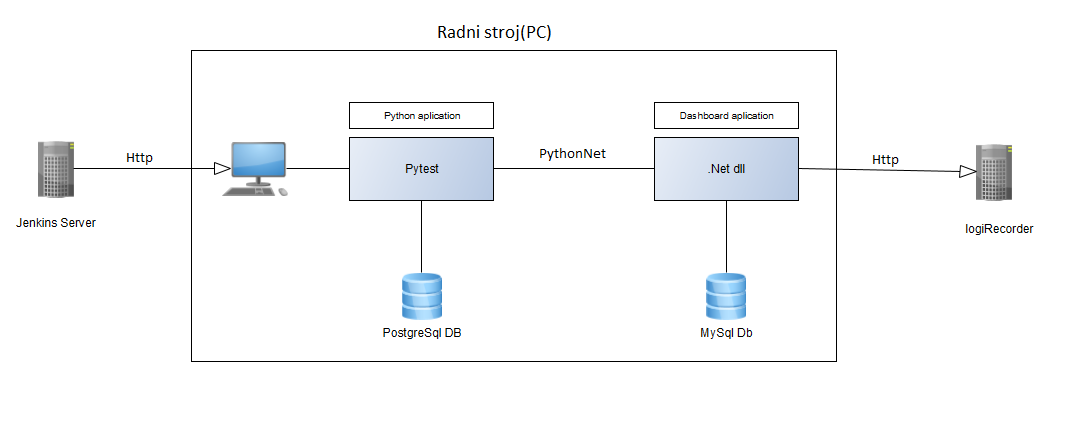 Radni stroj(PC)
Python aplication
Dashboard aplication
Http
Pytest
PythonNet
.Net dll
Http
Jenkins Server
logiRecorder
PostgreSql DB
MySql Db